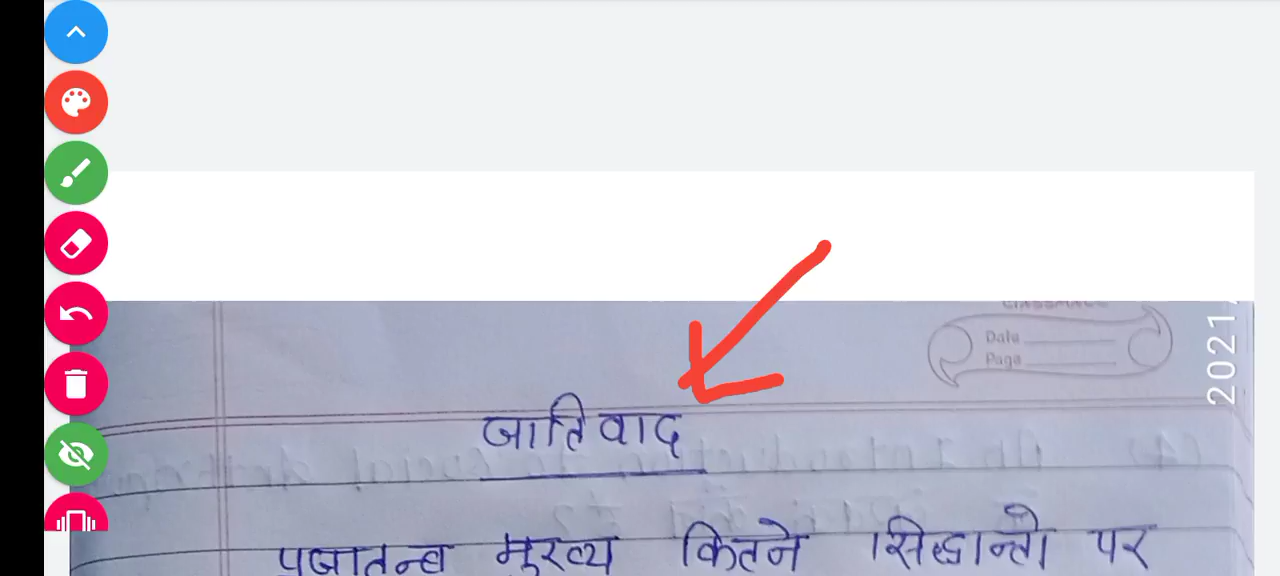 Date
Page
2021
जातिवाद
प्रजातन्त्र मुख्य कितने सिद्धान्तो पर